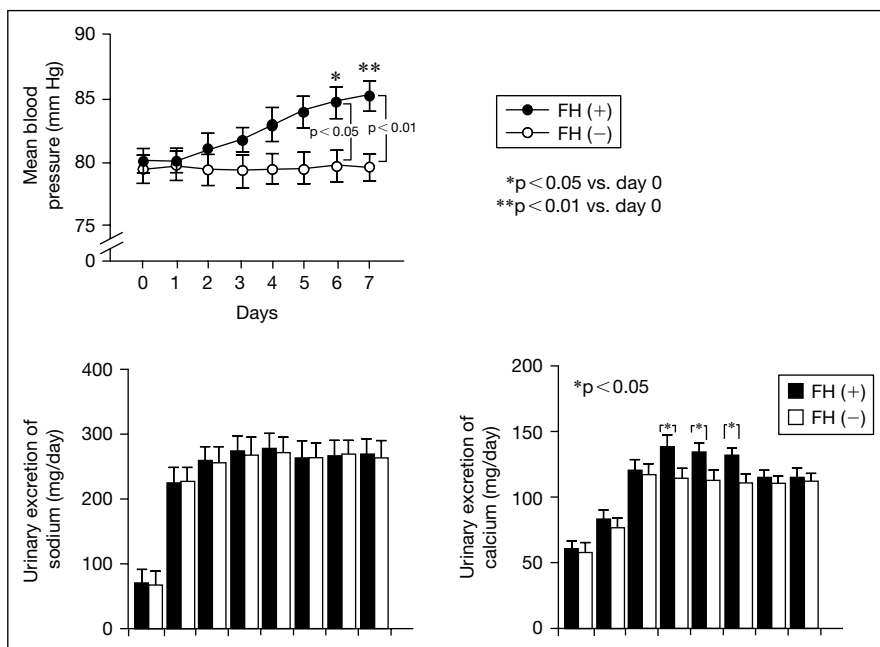 90
85
80
75
0
Mean blood
pressure (mm Hg)
*
**
p<0.05
p<0.01
0 1 2 3 4 5 6 7
Days
FH (+)
FH (−)
*p<0.05 vs. day 0
**p<0.01 vs. day 0
400
300
200
100
0
Urinary excretion of
sodium (mg/day)
200
150
100
50
0
Urinary excretion of
calcium (mg/day)
*p<0.05
* * *
FH (+)
FH (−)